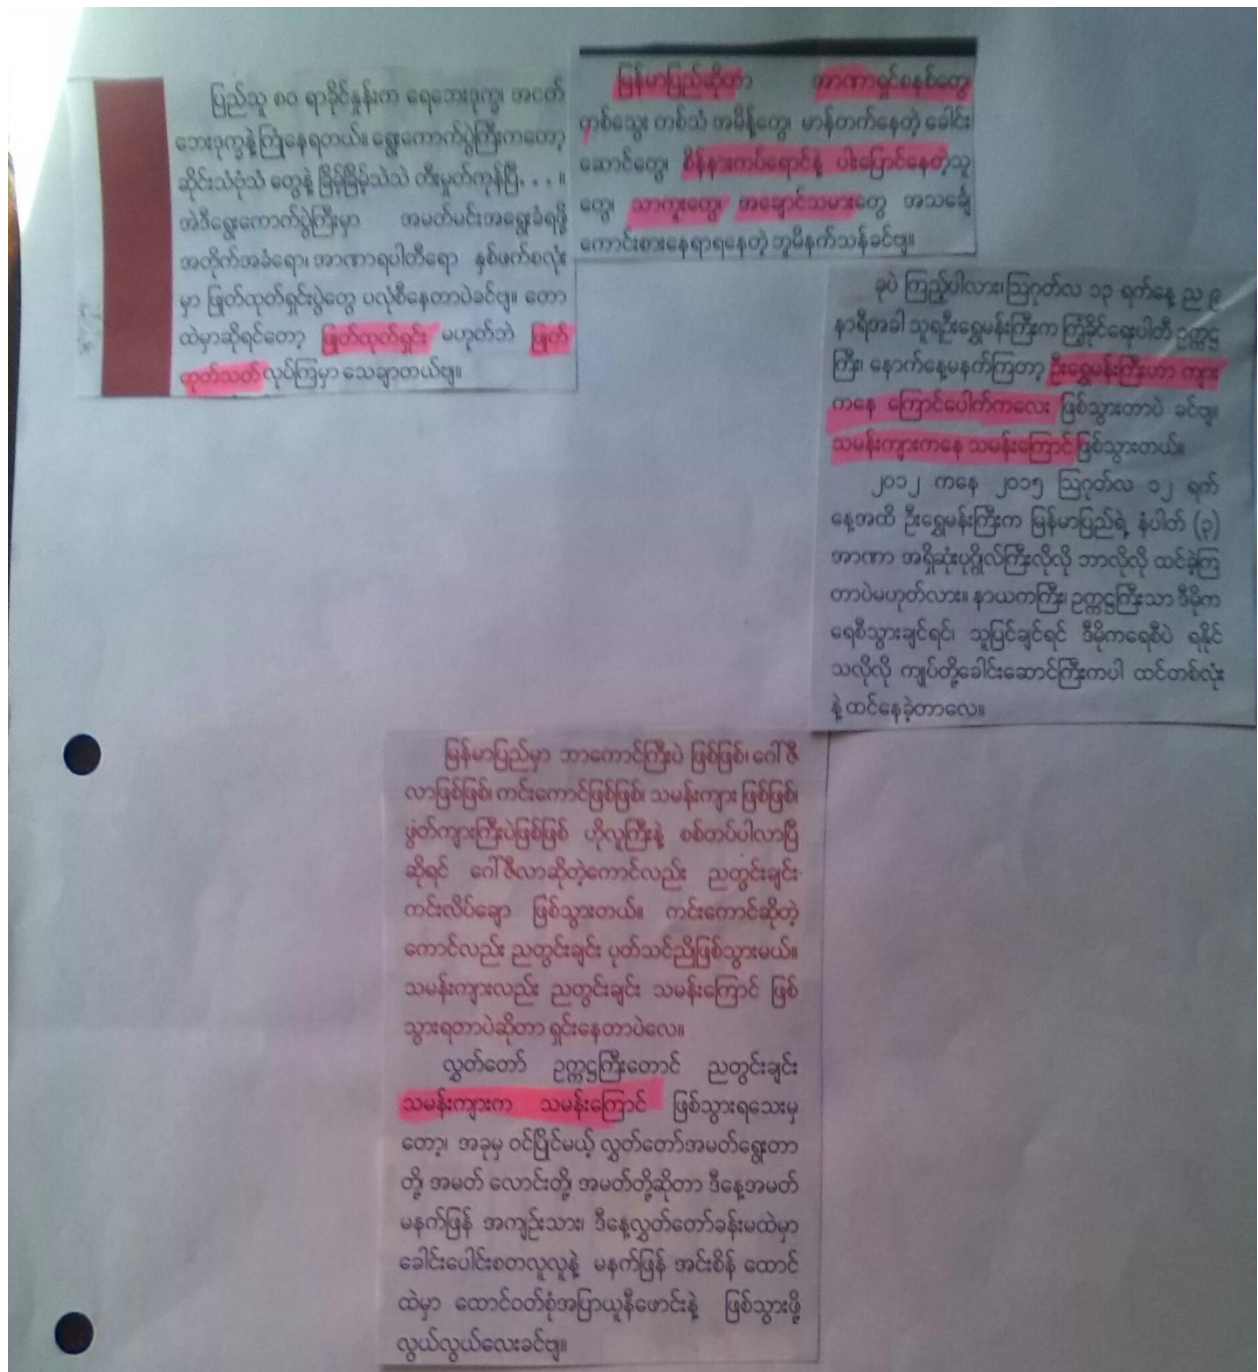 ပြည်သူ ၈၀ ရာခိုင်နှုန်းက ရေဘေးဒုက္ခ၊ အငတ်
ဘေးဒုက္ခနဲ့ကြုံနေရတယ်။ ရွေးကောက်ပွဲကြီးကတော့
ဆိုင်းသံဗုံသံ တွေနဲ့ ခြိမ့်ခြိမ့်သဲသဲ တီးမှုတ်ကုန်ပြီ. . . ။
အဲဒီရွေးကောက်ပွဲကြီးမှာ အမတ်မင်းအရွေးခံရဖို့
အတိုက်အခံရော၊ အာဏာရပါတီရော နှစ်ဖက်စလုံး
မှာ ဖြုတ်ထုတ်ရှင်းပွဲတွေ ပလုံစီနေတာပဲခင်ဗျ။ တော
ထဲမှာဆိုရင်တော့ ဖြုတ်ထုတ်ရှင်း မဟုတ်ဘဲ ဖြုတ်
ထုတ်သတ် လုပ်ကြမှာ သေချာတယ်ဗျ။
မြန်မာပြည်ဆိုတာ အာဏာရှင်စနစ်တွေ
တစ်သွေး တစ်သံ အမိန့်တွေ၊ မာန်တက်နေတဲ့ ခေါင်း
ဆောင်တွေ၊ စိန်နားကပ်ရောင်နဲ့ ပါးပြောင်နေတဲ့သူ
တွေ၊ သာကူးတွေ၊ အချောင်သမားတွေ အသင်္ချေ
ကောင်းစားနေရာရနေတဲ့ ဘူမိနက်သန်ခင်ဗျ။
ခုပဲ ကြည့်ပါလား၊ ဩဂုတ်လ ၁၃ ရက်နေ့ ည ၉
နာရီအခါ သူရဦးရွှေမန်းကြီးက ကြံ့ခိုင်ရေးပါတီ ဥက္ကဋ္ဌ
ကြီး၊ နောက်နေ့မနက်ကြတော့ ဦးရွှေမန်းကြီးဟာ ကျား
ကနေ ကြောင်ပေါက်ကလေး ဖြစ်သွားတာပဲ ခင်ဗျ။
သမန်းကျားကနေ သမန်းကြောင်ဖြစ်သွားတယ်။
၂၀၁၂ ကနေ ၂၀၁၅ ဩဂုတ်လ ၁၂ ရက်
နေ့အထိ ဦးရွှေမန်းကြီးက မြန်မာပြည်ရဲ့ နံပါတ် (၃)
အာဏာ အရှိဆုံးပုဂ္ဂိုလ်ကြီးလိုလို ဘာလိုလို ထင်ခဲ့ကြ
တာပဲမဟုတ်လား။ နာယကကြီး၊ ဥက္ကဋ္ဌကြီးသာ ဒီမိုက
ရေစီသွားချင်ရင်၊ သူပြင်ချင်ရင် ဒီမိုကရေစီပဲ ရနိုင်
သလိုလို ကျုပ်တို့ခေါင်းဆောင်ကြီးကပါ ထင်တစ်လုံး
နဲ့ ထင်နေခဲ့တာလေ။
မြန်မာပြည်မှာ ဘာကောင်ကြီးပဲ ဖြစ်ဖြစ်၊ ဂေါ်ဇီ
လာဖြစ်ဖြစ်၊ ကင်းကောင်ဖြစ်ဖြစ်၊ သမန်းကျား ဖြစ်ဖြစ်၊
ဖွံတ်ကျားကြီးပဲဖြစ်ဖြစ် ဟိုလူကြီးနဲ့ စစ်တပ်ပါလာပြီ
ဆိုရင် ဂေါ်ဇီလာဆိုတဲ့ကောင်လည်း ညတွင်းချင်း
ကင်းလိပ်ချော ဖြစ်သွားတယ်။ ကင်းကောင်ဆိုတဲ့
ကောင်လည်း ညတွင်းချင်း ပုတ်သင်ညိုဖြစ်သွားမယ်။
သမန်းကျားလည်း ညတွင်းချင်း သမန်းကြောင် ဖြစ်
သွားရတာပဲဆိုတာ ရှင်းနေတာပဲလေ။
လွှတ်တော် ဥက္ကဋ္ဌကြီးတောင် ညတွင်းချင်း
သမန်းကျားက သမန်းကြောင် ဖြစ်သွားရသေးမှ
တော့၊ အခုမှ ဝင်ပြိုင်မယ့် လွှတ်တော်အမတ်ရွေးတာ
တို့၊ အမတ် လောင်းတို့၊ အမတ်တို့ဆိုတာ ဒီနေ့အမတ်
မနက်ဖြန် အကျဉ်းသား၊ ဒီနေ့လွှတ်တော်ခန်းမထဲမှာ
ခေါင်းပေါင်းစတလူလူနဲ့ မနက်ဖြန် အင်းစိန် ထောင်
ထဲမှာ ထောင်ဝတ်စုံအပြာယူနီဖောင်းနဲ့ ဖြစ်သွားဖို့
လွယ်လွယ်လေးခင်ဗျ။